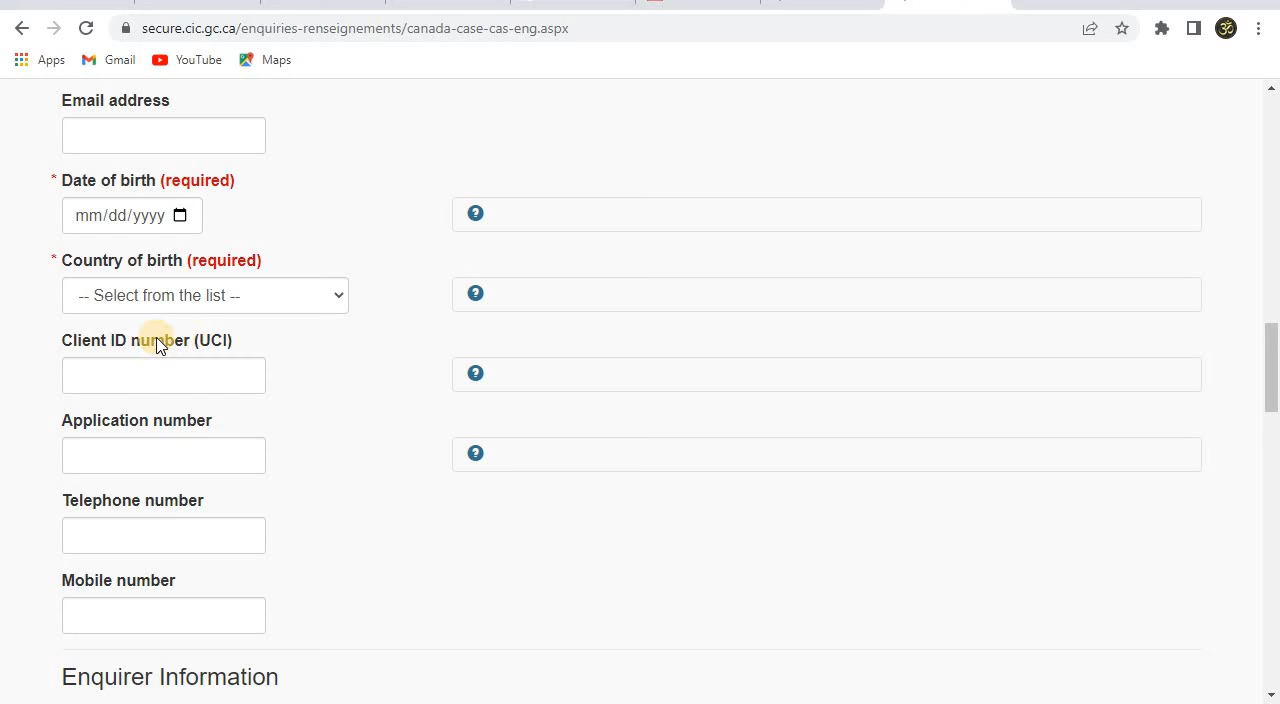 secure.cic.gc.ca/enquiries-renseignements/canada-case-cas-eng.aspx
Apps Gmail YouTube Maps
Email address
* Date of birth (required)
mm/dd/yyyy
?
* Country of birth (required)
-- Select from the list --
?
Client ID number (UCI)
?
Application number
?
Telephone number
Mobile number
Enquirer Information